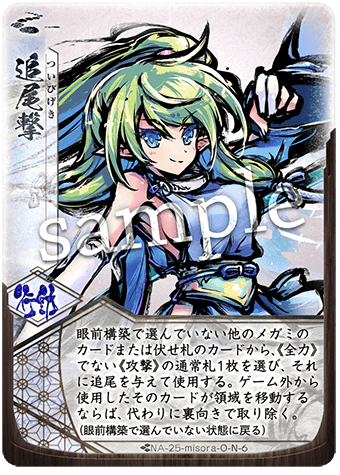 追尾撃
ついびげき
sample
行動
眼前構築で選んでいない他のメガミの
カードまたは伏せ札のカードから、《全力》
でない《攻撃》の通常札1枚を選び、それ
に追尾を与えて使用する。ゲーム外から
使用したそのカードが領域を移動する
ならば、代わりに裏向きで取り除く。
(眼前構築で選んでいない状態に戻る)
NA-25-misora-O-N-6